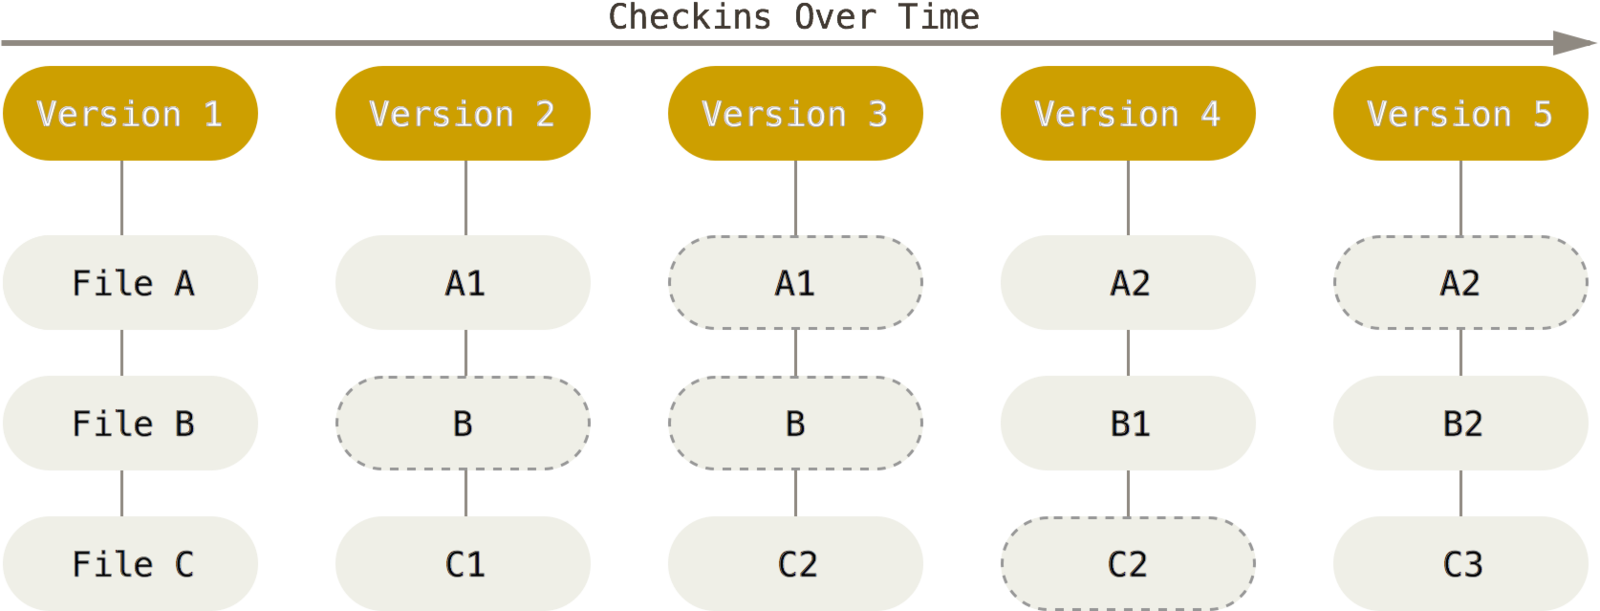 Checkins Over Time
Version 1 Version 2 Version 3 Version 4 Version 5
File A A1 A1 A2 A2
File B B B B1 B2
File C C1 C2 C2 C3